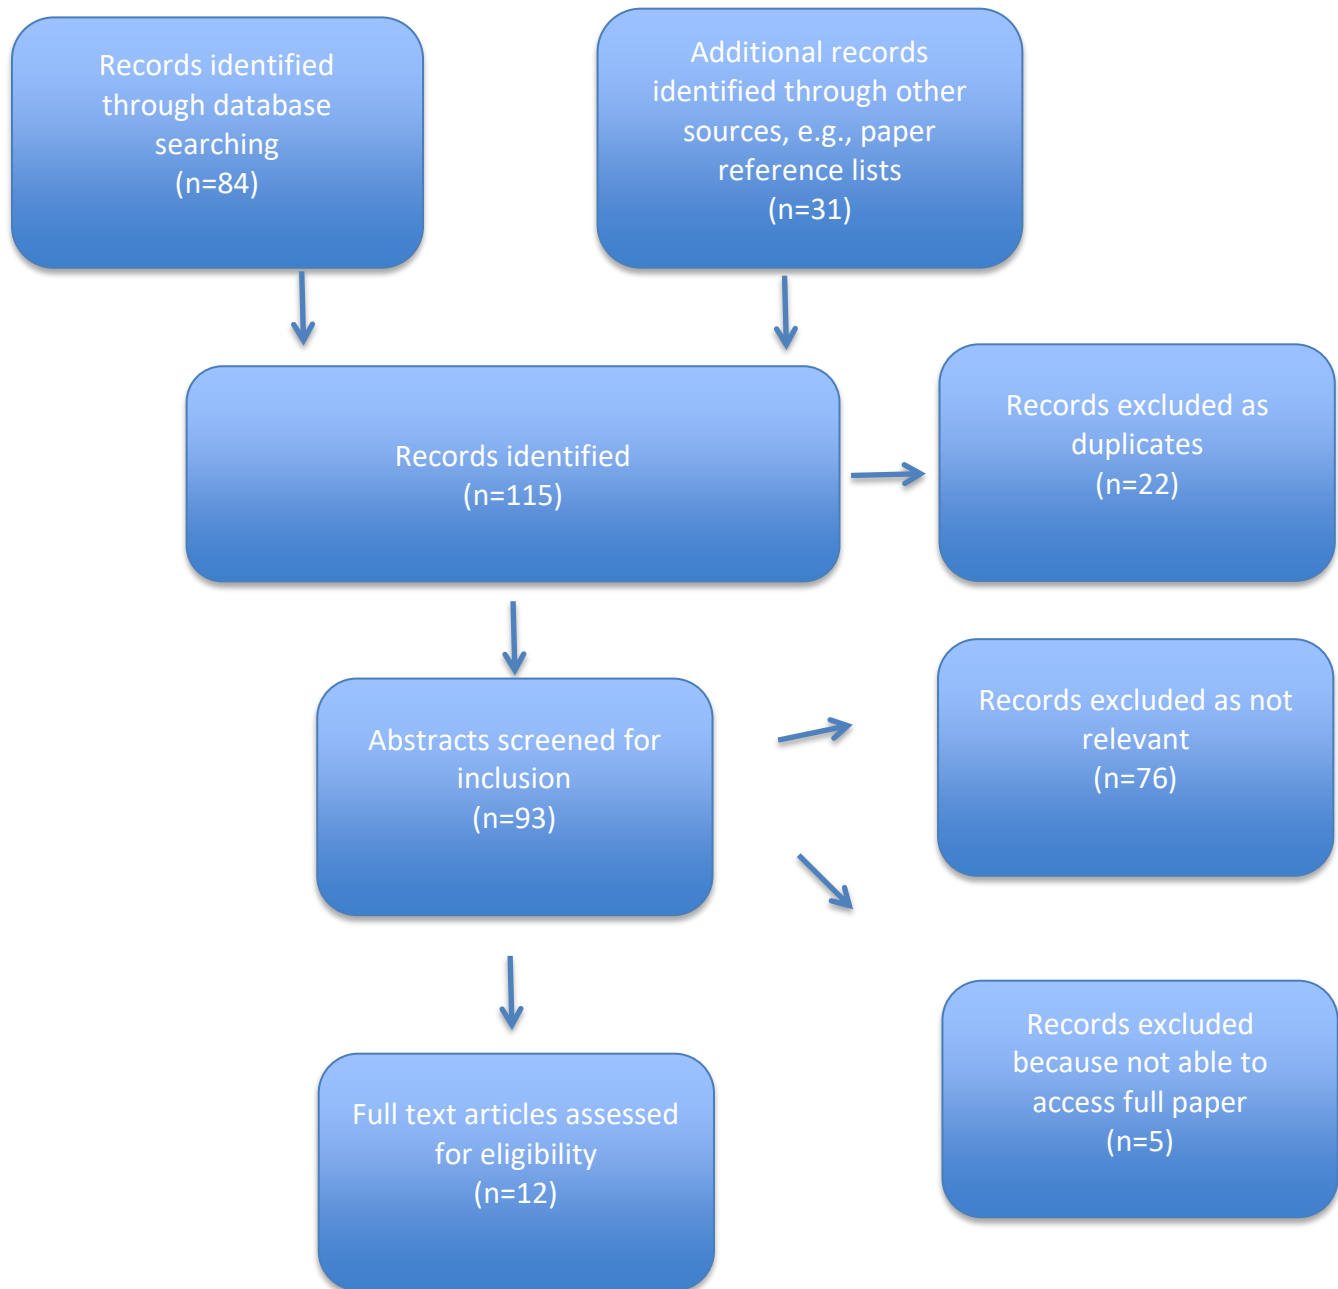 Records identified
through database
searching
(n=84)
Additional records
identified through other
sources, e.g., paper
reference lists
(n=31)
Records identified
(n=115)
Records excluded as
duplicates
(n=22)
Abstracts screened for
inclusion
(n=93)
Records excluded as not
relevant
(n=76)
Records excluded
because not able to
access full paper
(n=5)
Full text articles assessed
for eligibility
(n=12)